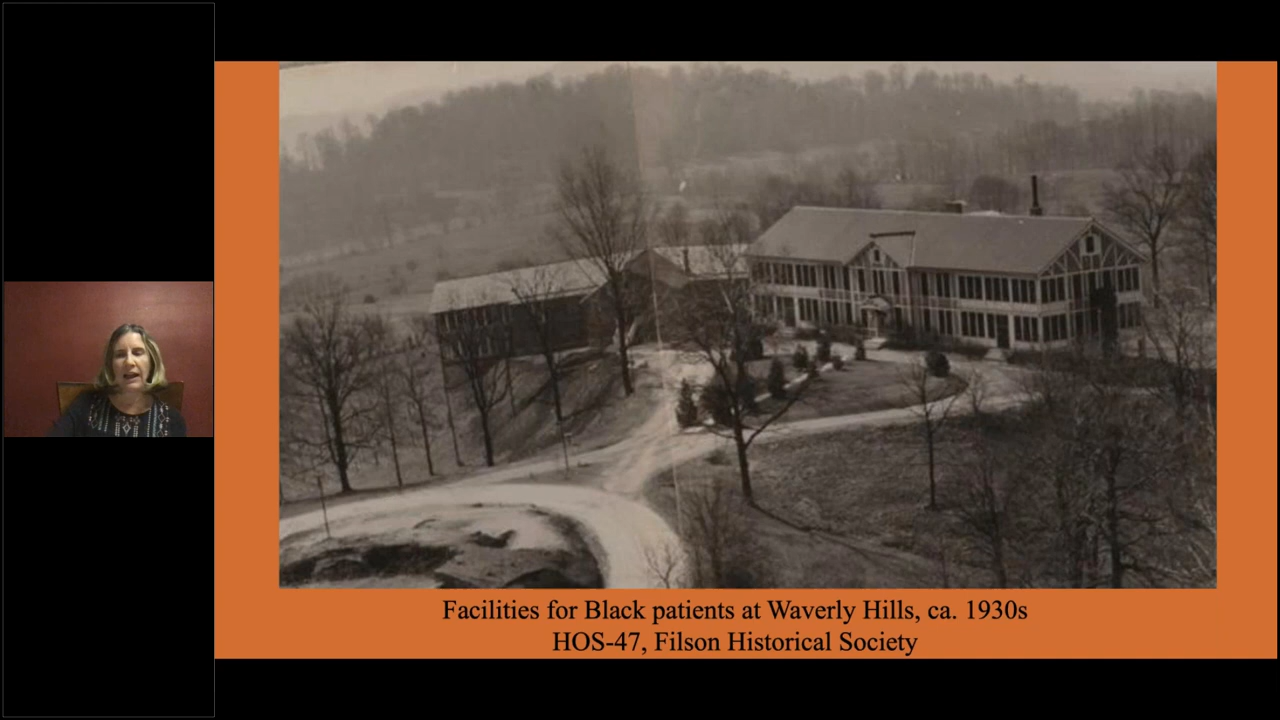 Facilities for Black patients at Waverly Hills, ca. 1930s
HOS-47, Filson Historical Society